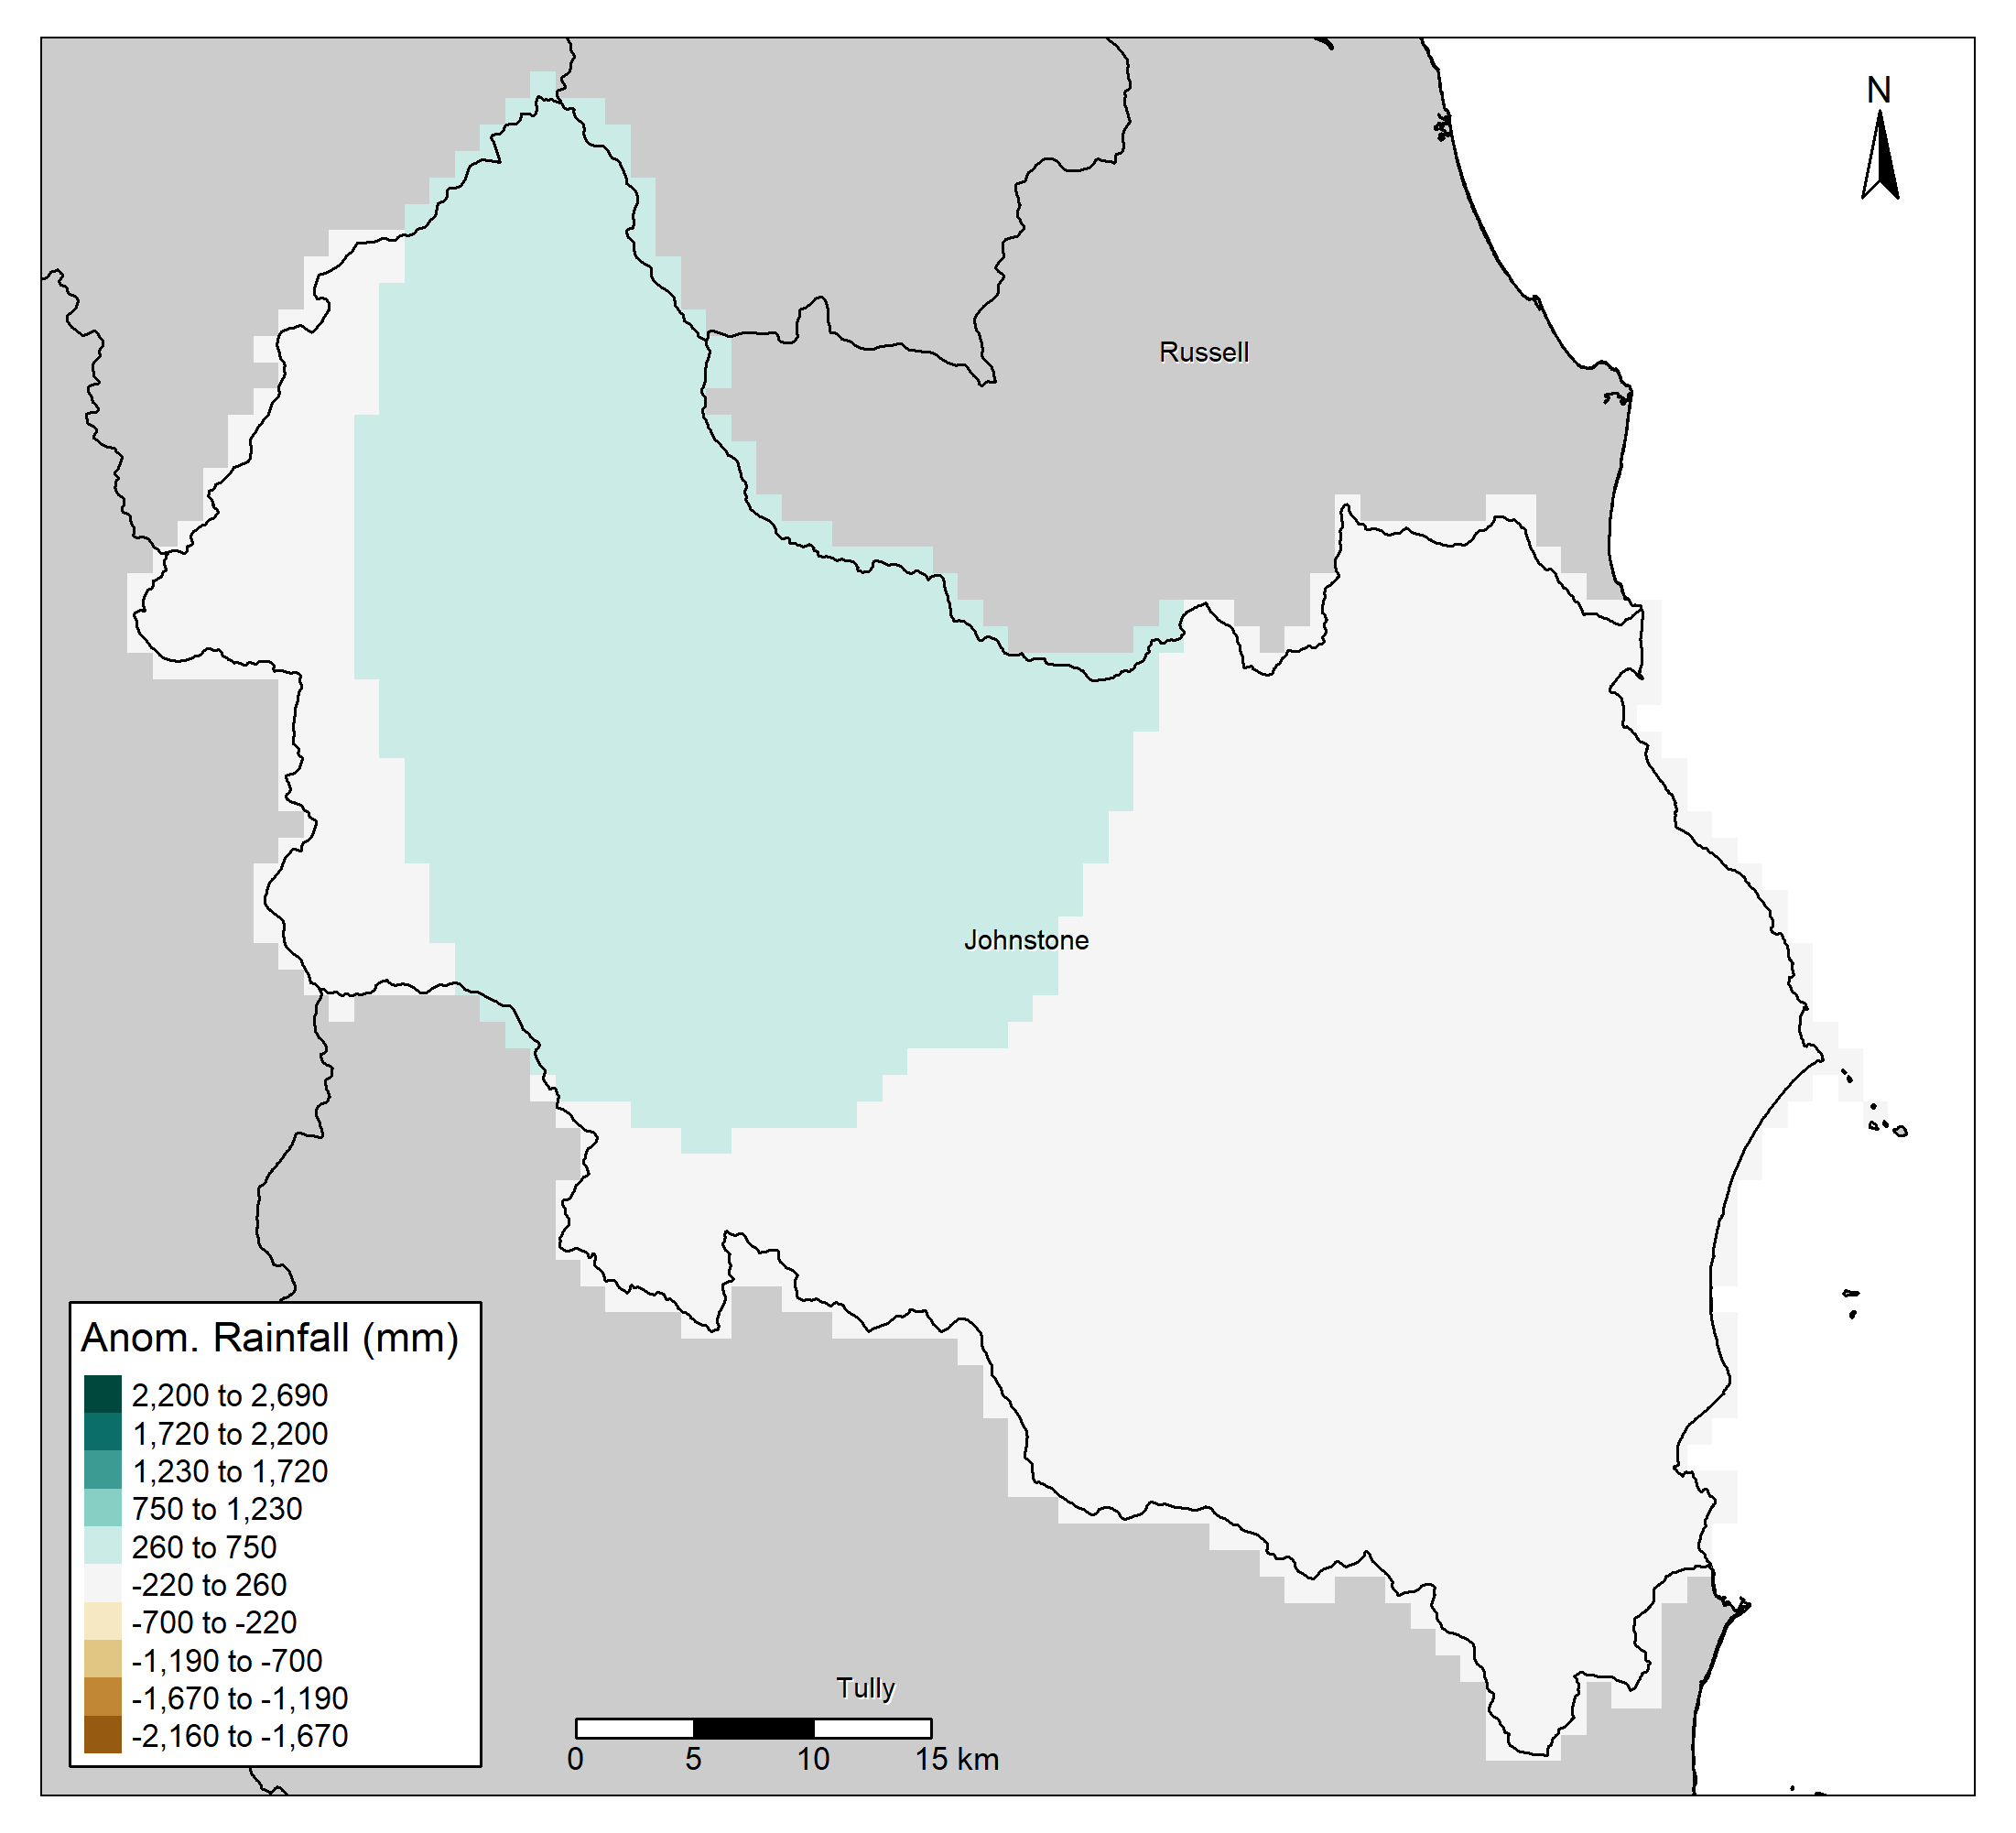 N
Russell
Johnstone
Anom. Rainfall (mm)
2,200 to 2,690
1,720 to 2,200
1,230 to 1,720
750 to 1,230
260 to 750
-220 to 260
-700 to -220
-1,190 to -700
-1,670 to -1,190
-2,160 to -1,670
Tully
0 5 10 15 km